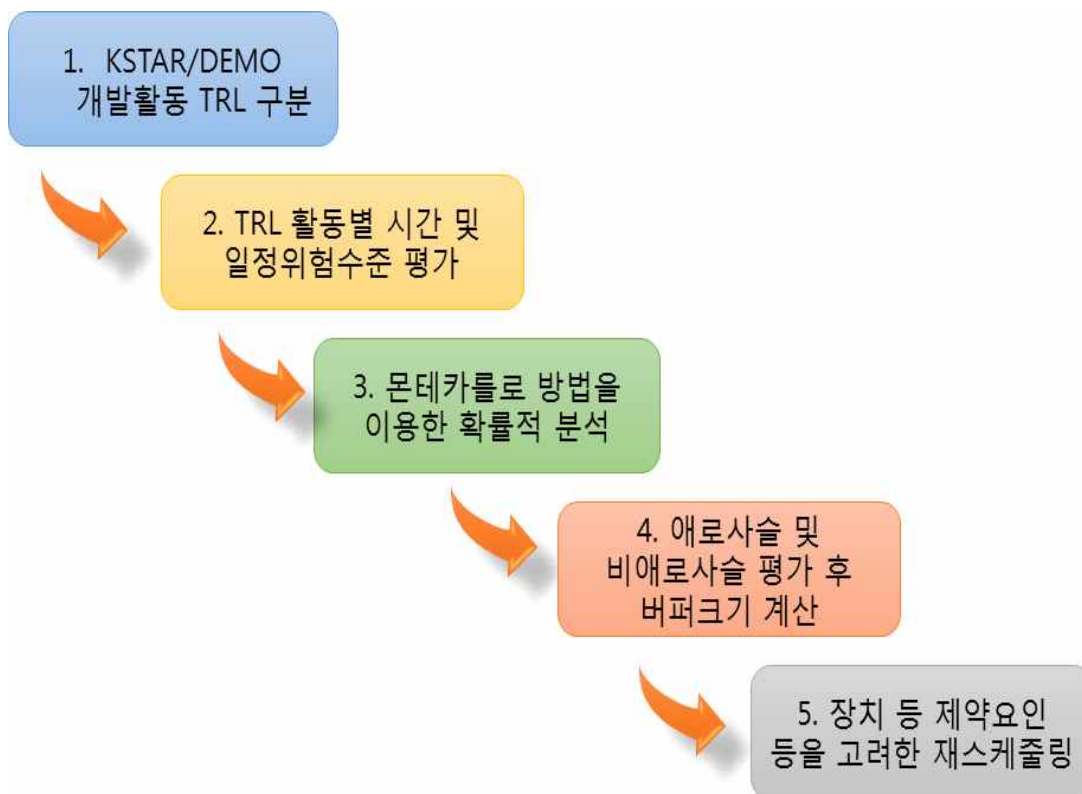 1. KSTAR/DEMO
개발활동 TRL 구분
2. TRL 활동별 시간 및
일정위험수준 평가
3. 몬테카를로 방법을
이용한 확률적 분석
4. 애로사슬 및
비애로사슬 평가 후
버퍼크기 계산
5. 장치 등 제약요인
등을 고려한 재스케줄링